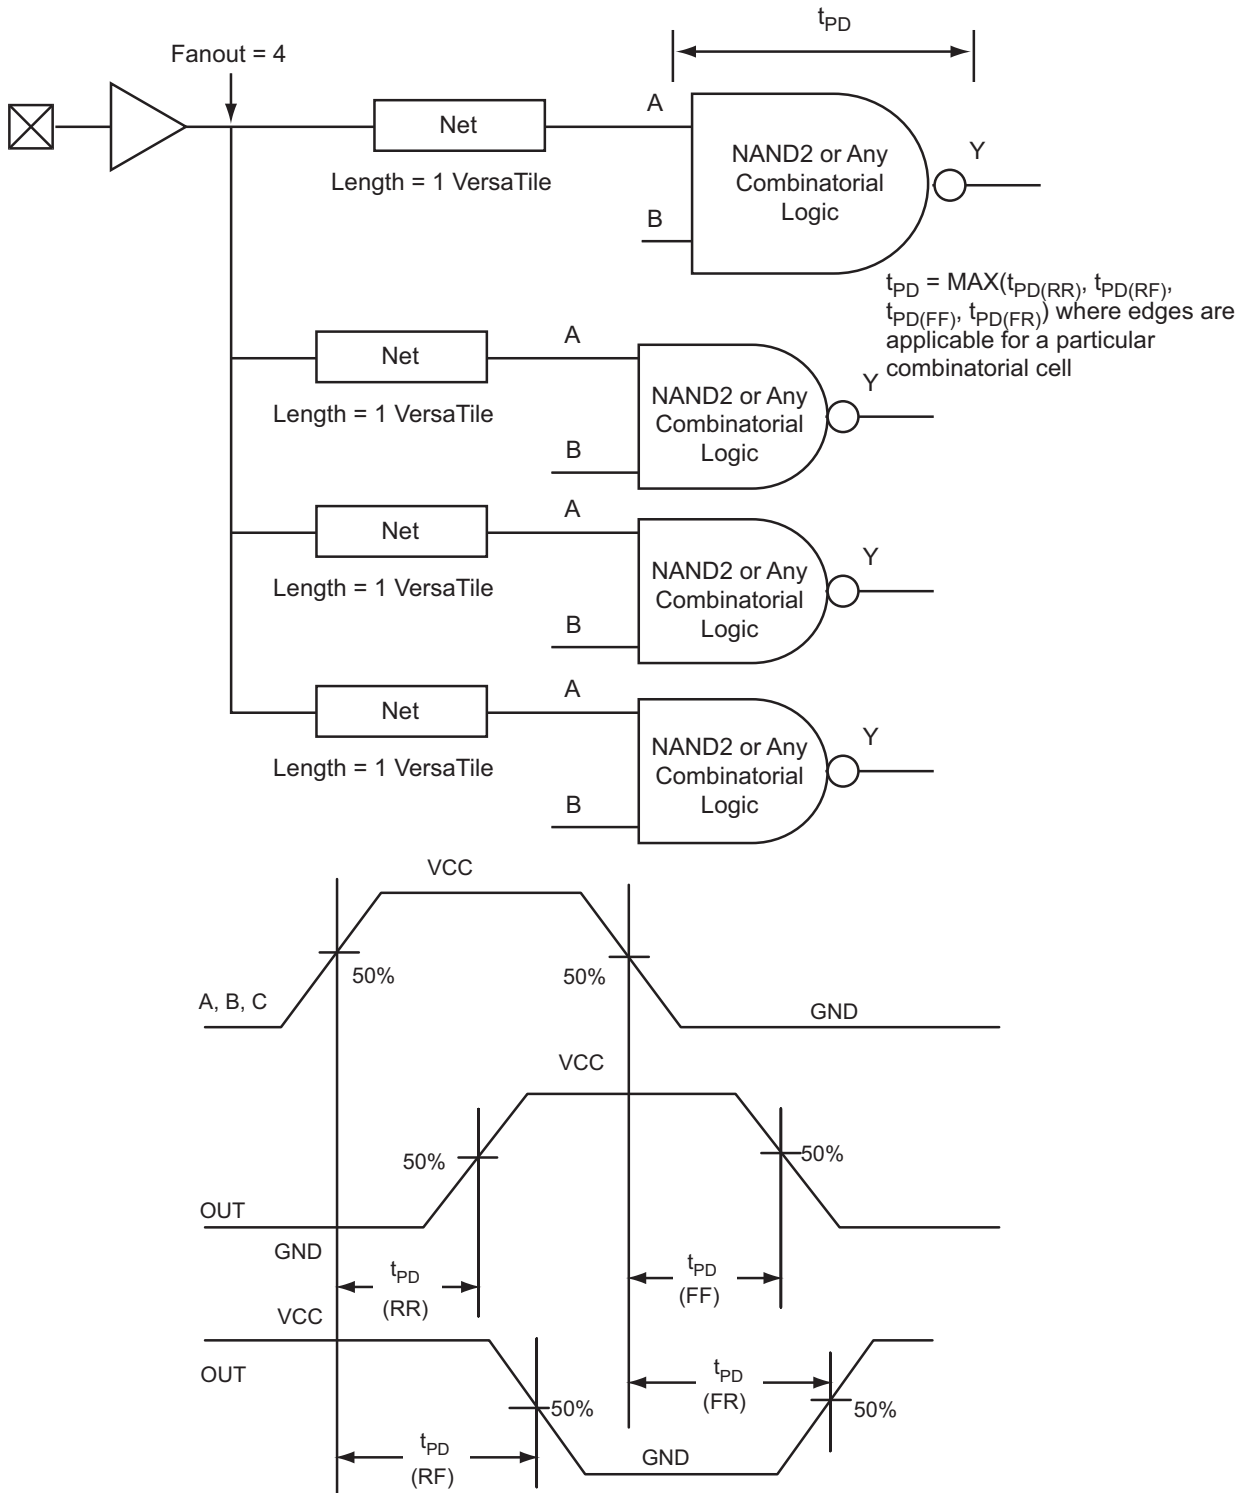 tPD
Fanout = 4
Net
Length = 1 VersaTile
A
B
NAND2 or Any
Combinatorial
Logic
Y
tPD = MAX(tPD(RR), tPD(RF),
tPD(FF), tPD(FR)) where edges are
applicable for a particular
combinatorial cell
Net
Length = 1 VersaTile
A
B
NAND2 or Any
Combinatorial
Logic
Y
Net
Length = 1 VersaTile
A
B
NAND2 or Any
Combinatorial
Logic
Y
Net
Length = 1 VersaTile
A
B
NAND2 or Any
Combinatorial
Logic
Y
VCC
50%
50%
A, B, C
GND
VCC
50%
50%
OUT
GND
tPD
(RR)
tPD
(FF)
VCC
OUT
tPD
(FR)
50%
50%
tPD
(RF)
GND